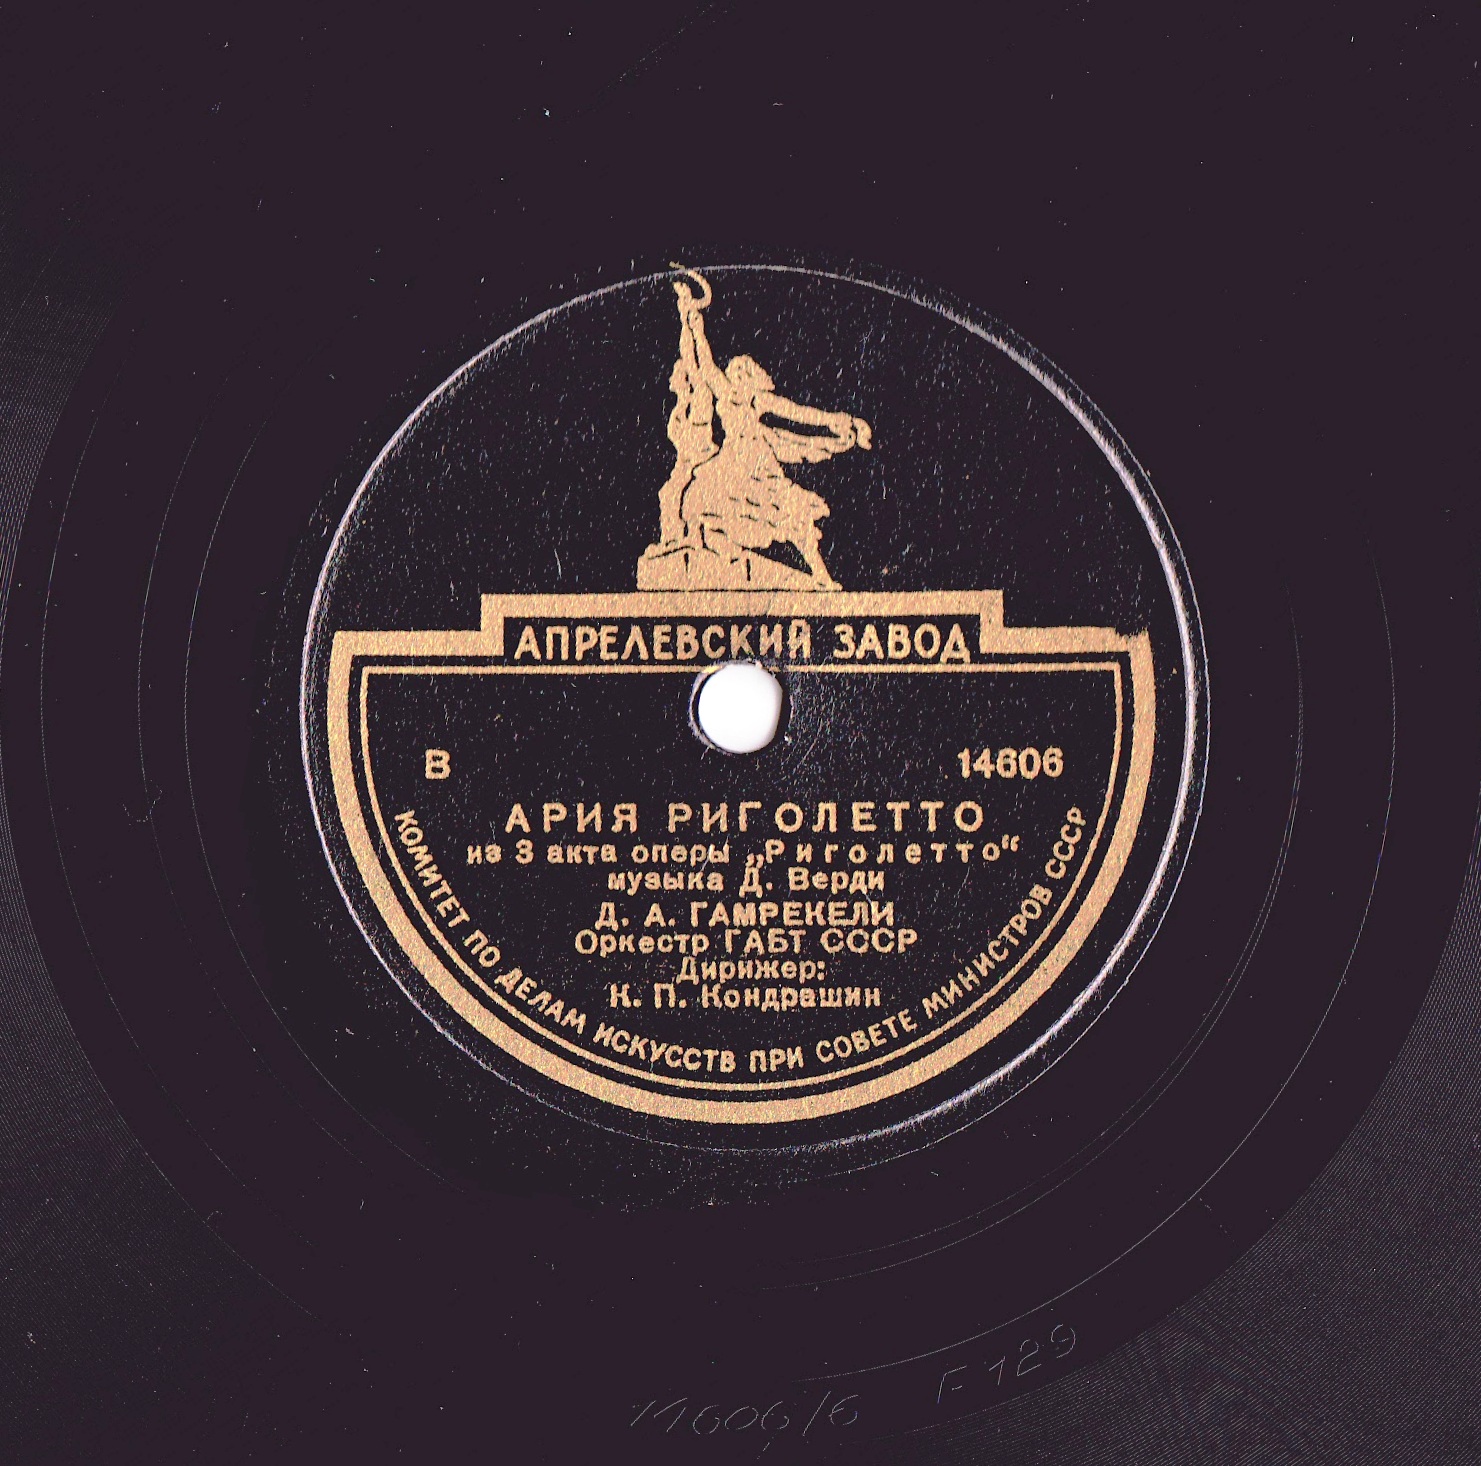 АПРЕЛЕВСКИЙ ЗАВОД
В 14606
АРИЯ РИГОЛЕТТО
из 3 акта оперы „Риголетто“
музыка Д. Верди
Д. А. ГАМРЕКЕЛИ
Оркестр ГАБТ СССР
Дирижер:
К. П. Кондрашин
КОМИТЕТ ПО ДЕЛАМ ИСКУССТВ ПРИ СОВЕТЕ МИНИСТРОВ СССР
14606/6 F 129